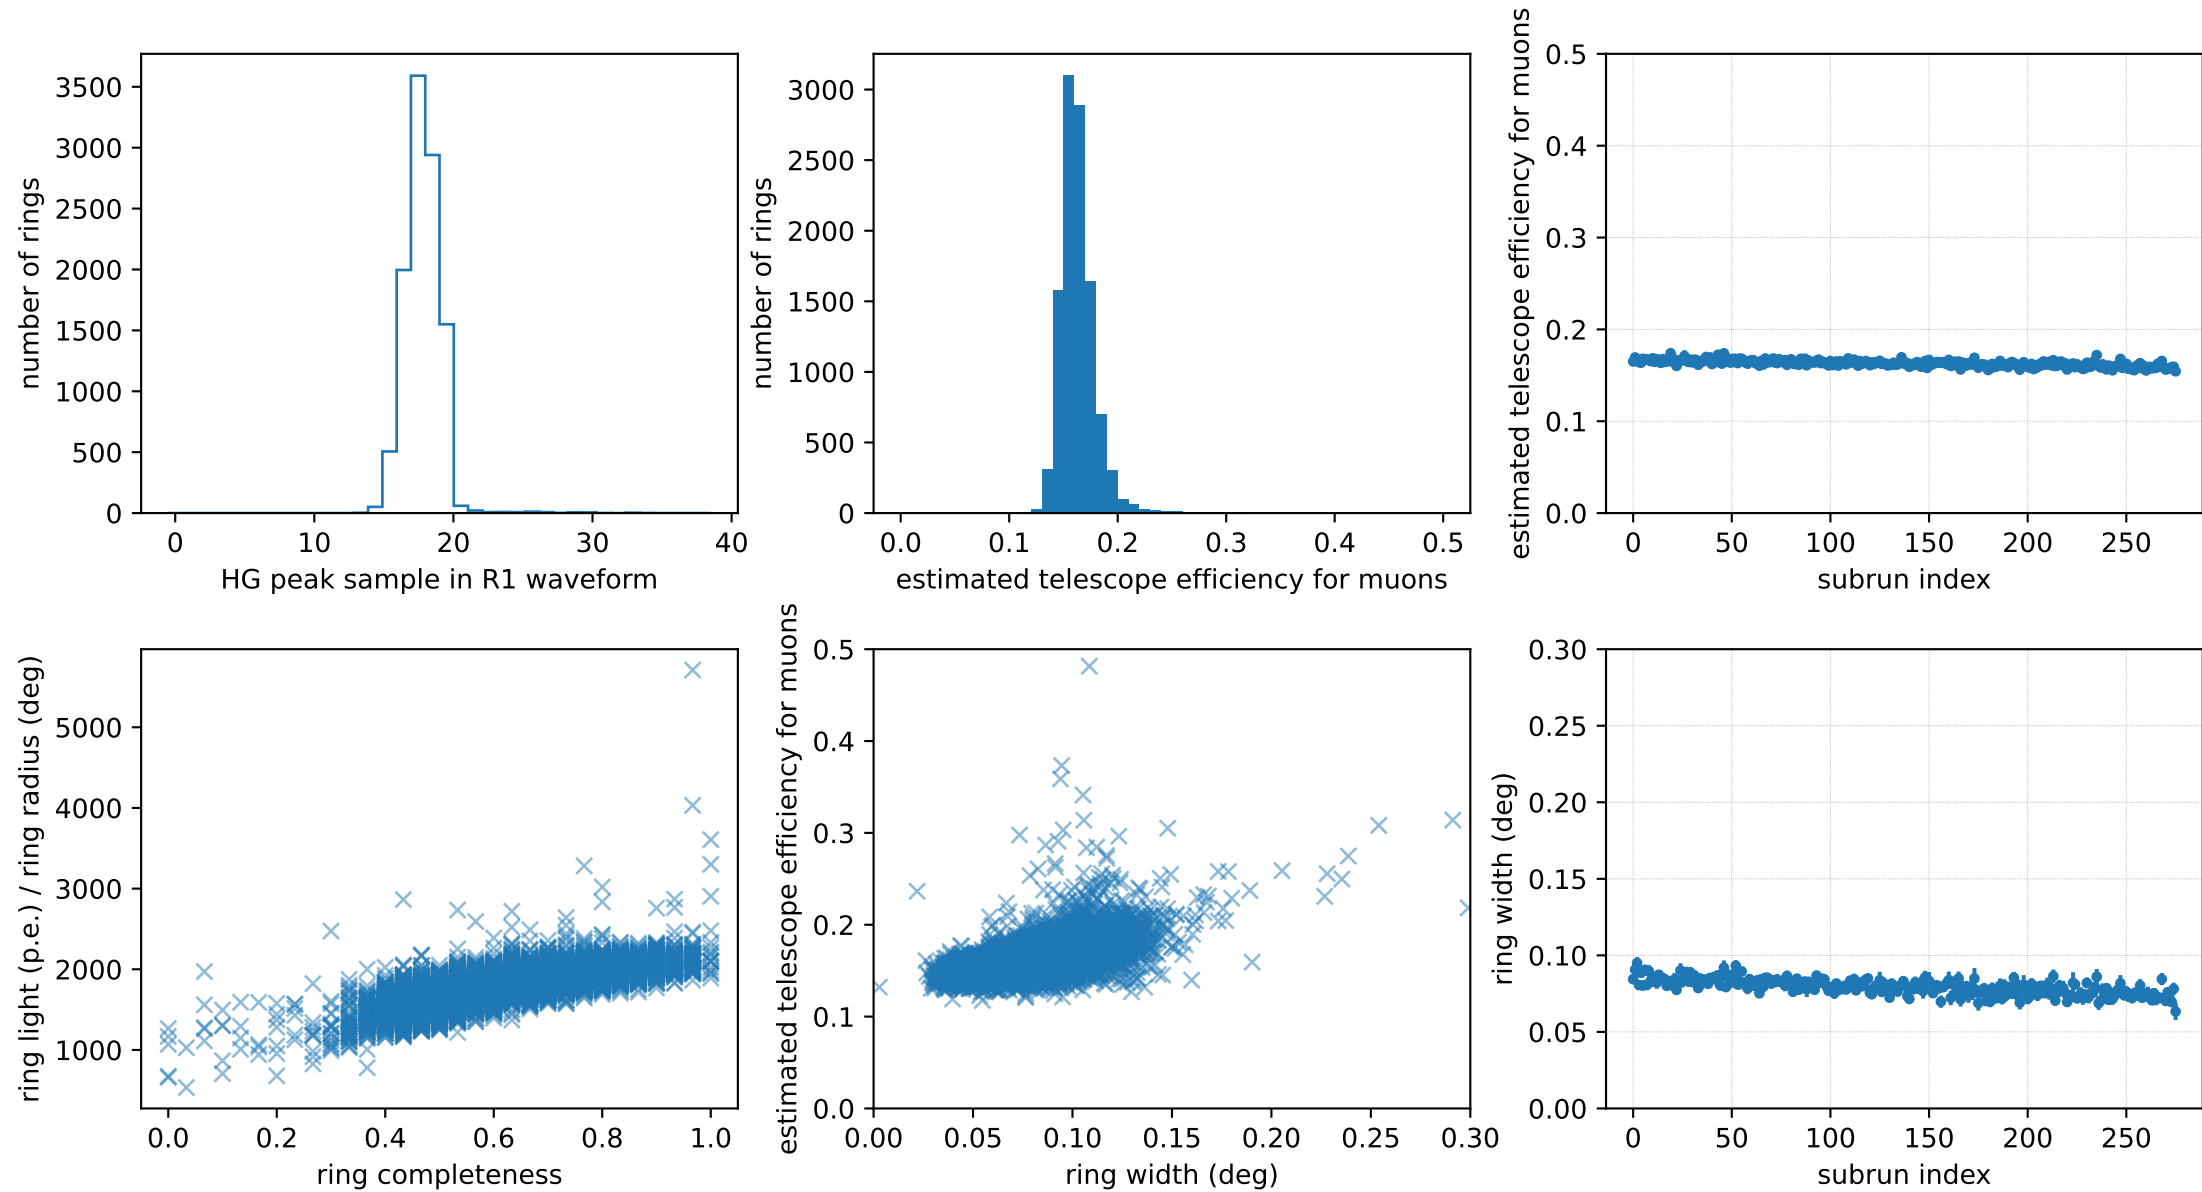 number of rings
3500
3000
2500
2000
1500
1000
500
0
0 10 20 30 40
HG peak sample in R1 waveform
number of rings
3000
2500
2000
1500
1000
500
0
0.0 0.1 0.2 0.3 0.4 0.5
estimated telescope efficiency for muons
estimated telescope efficiency for muons
0.5
0.4
0.3
0.2
0.1
0.0
0 50 100 150 200 250
subrun index
ring light (p.e.) / ring radius (deg)
5000
4000
3000
2000
1000
0.0 0.2 0.4 0.6 0.8 1.0
ring completeness
estimated telescope efficiency for muons
0.5
0.4
0.3
0.2
0.1
0.0
0.00 0.05 0.10 0.15 0.20 0.25 0.30
ring width (deg)
ring width (deg)
0.30
0.25
0.20
0.15
0.10
0.05
0.00
0 50 100 150 200 250
subrun index